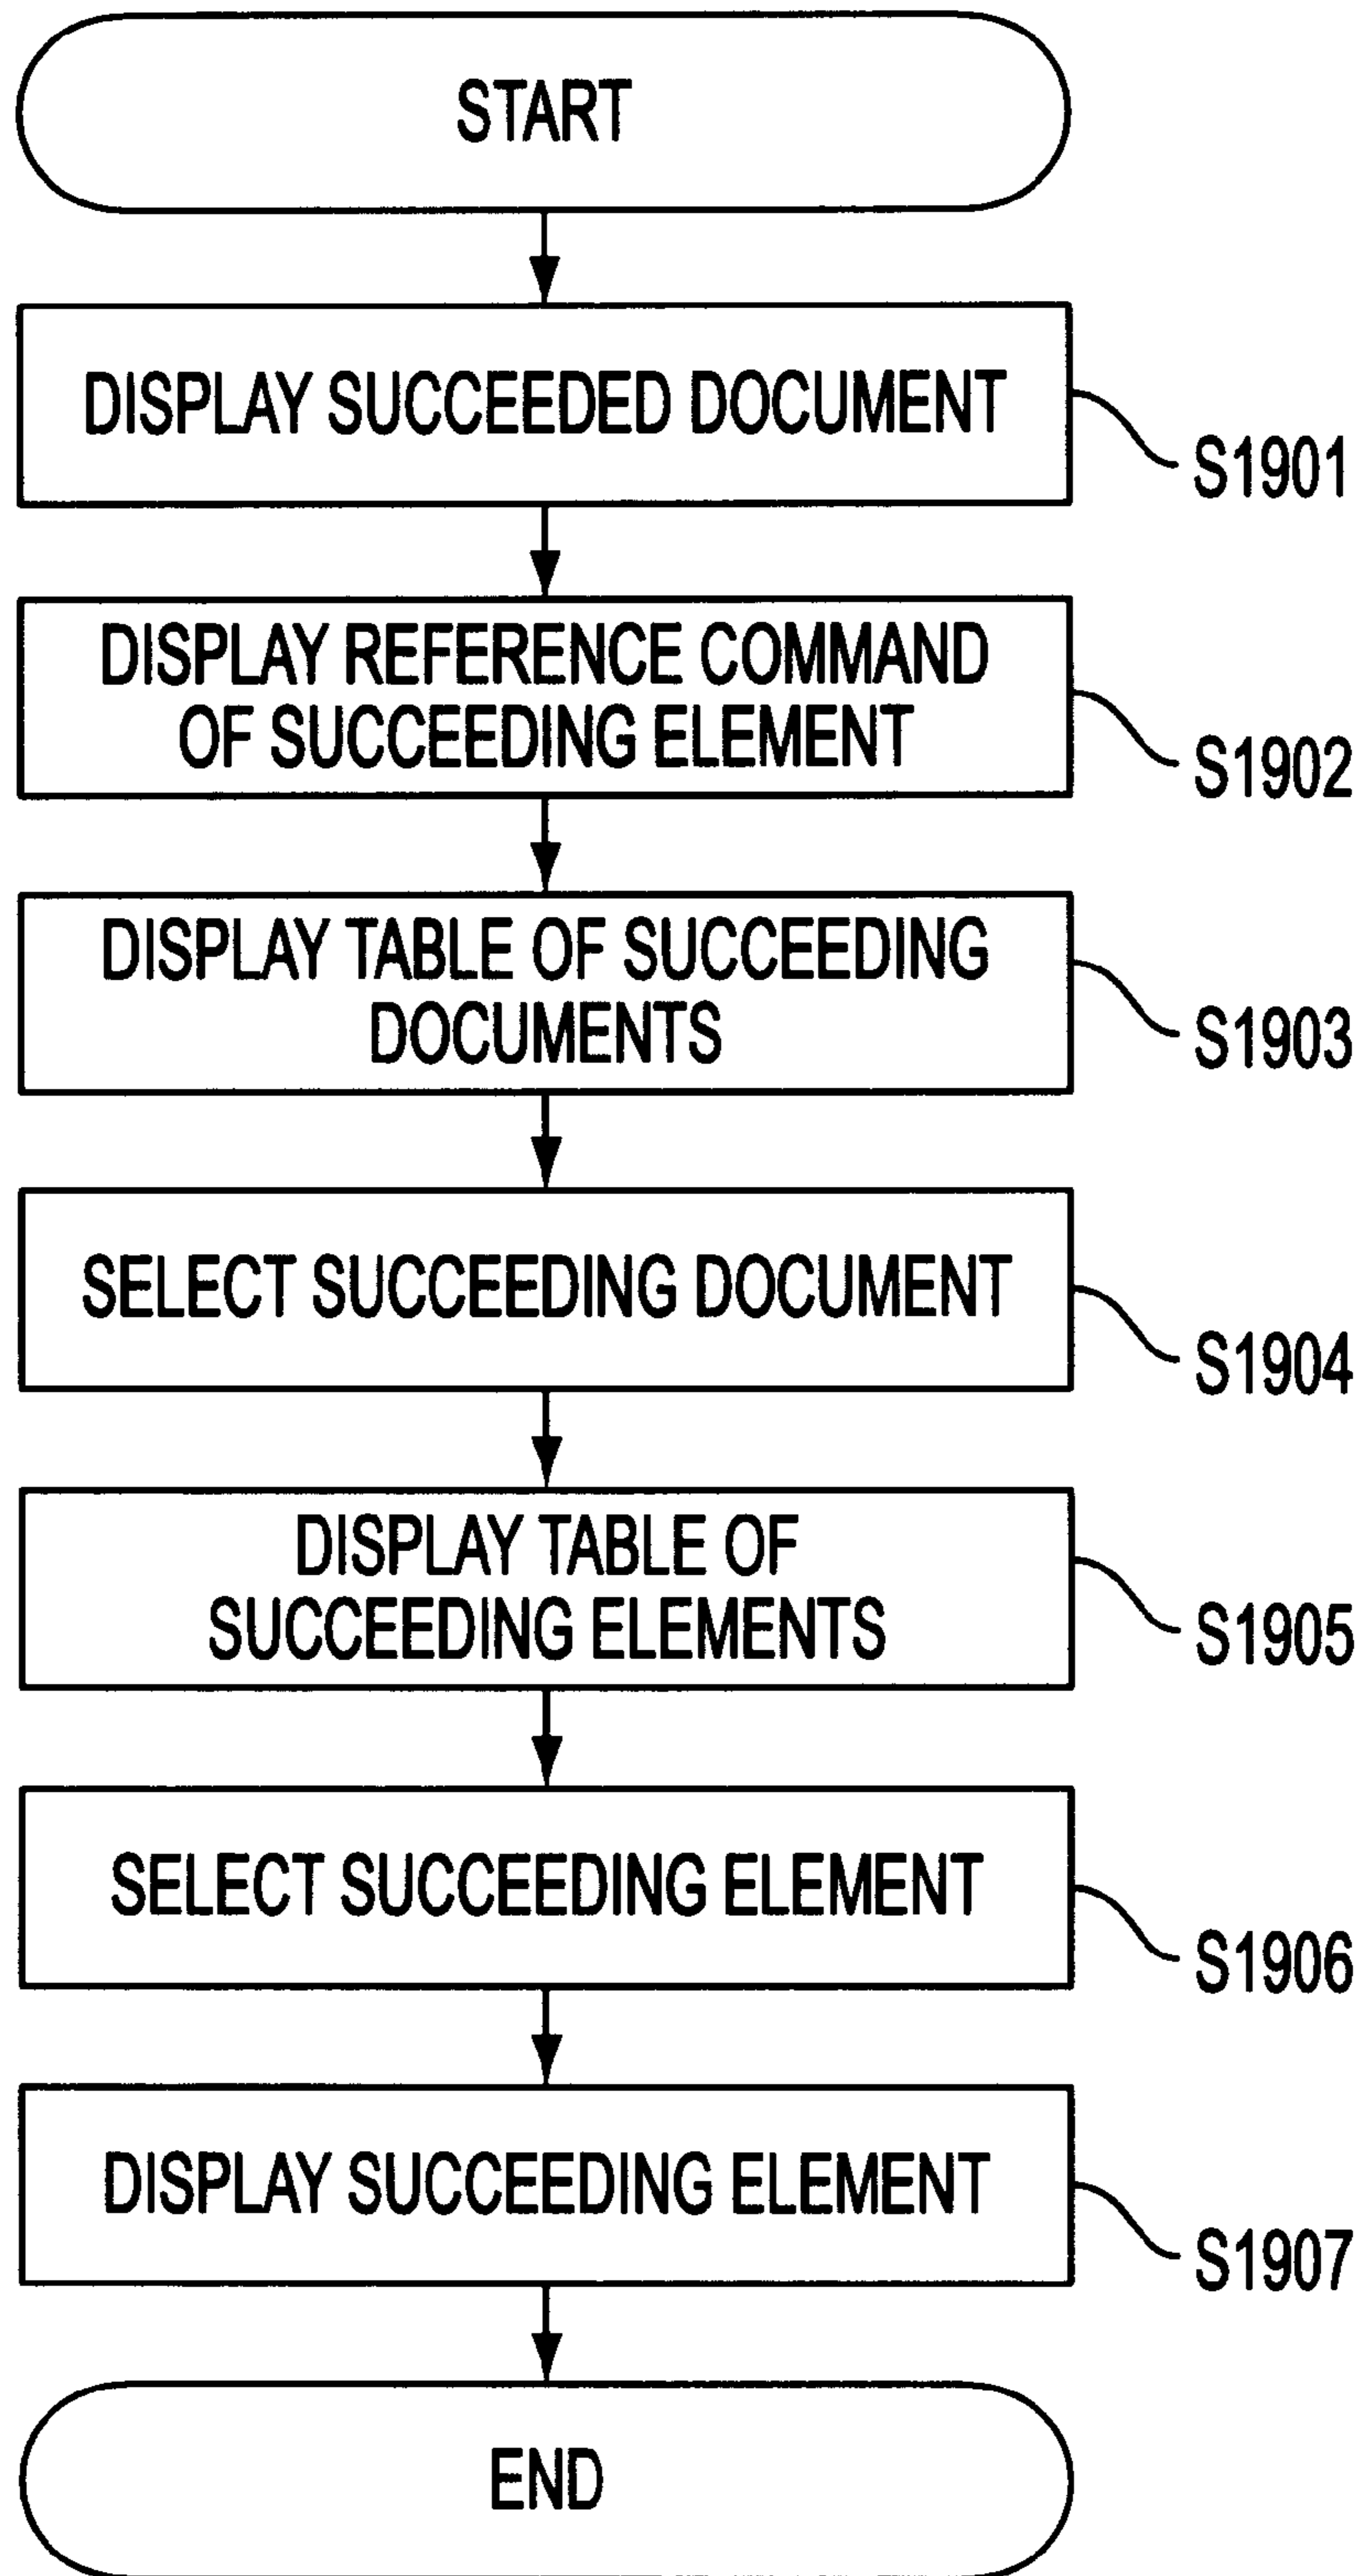 START
DISPLAY SUCCEEDED DOCUMENT
S1901
DISPLAY REFERENCE COMMAND
OF SUCCEEDING ELEMENT
S1902
DISPLAY TABLE OF SUCCEEDING
DOCUMENTS
S1903
SELECT SUCCEEDING DOCUMENT
S1904
DISPLAY TABLE OF
SUCCEEDING ELEMENTS
S1905
SELECT SUCCEEDING ELEMENT
S1906
DISPLAY SUCCEEDING ELEMENT
S1907
END